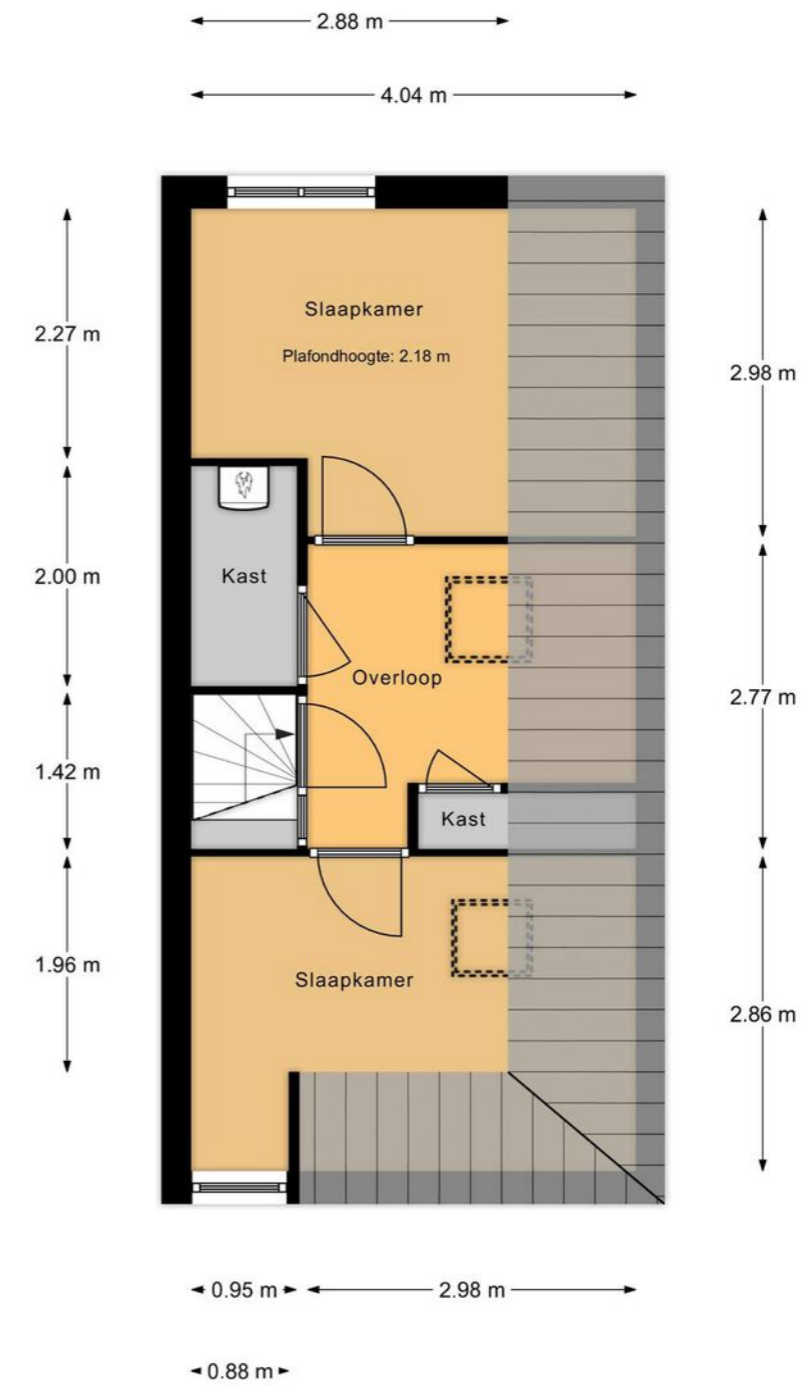 2.88 m
4.04 m
Slaapkamer
Plafondhoogte: 2.18 m
2.27 m
2.98 m
Kast
2.00 m
Overloop
2.77 m
1.42 m
Kast
1.96 m
Slaapkamer
2.86 m
0.95 m
2.98 m
0.88 m